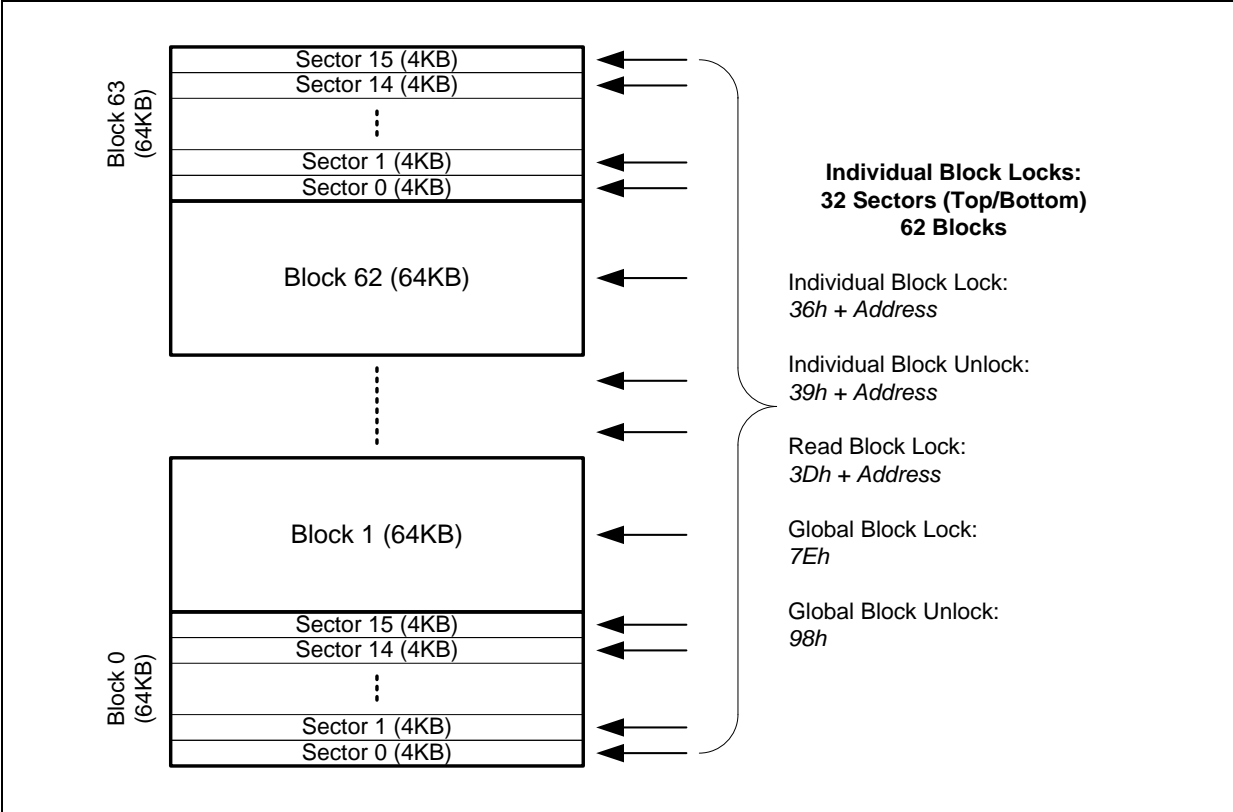 Block 63
(64KB)
Sector 15 (4KB)
Sector 14 (4KB)
Sector 1 (4KB)
Sector 0 (4KB)
Block 62 (64KB)
Block 1 (64KB)
Block 0
(64KB)
Sector 15 (4KB)
Sector 14 (4KB)
Sector 1 (4KB)
Sector 0 (4KB)
Individual Block Locks:
32 Sectors (Top/Bottom)
62 Blocks
Individual Block Lock:
36h + Address
Individual Block Unlock:
39h + Address
Read Block Lock:
3Dh + Address
Global Block Lock:
7Eh
Global Block Unlock:
98h